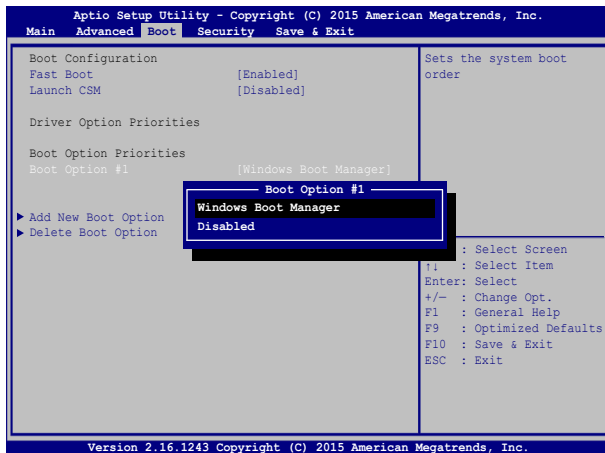 Aptio Setup Utility - Copyright (C) 2015 American Megatrends, Inc.
Main Advanced Boot Security Save & Exit
Boot Configuration
Fast Boot [Enabled]
Launch CSM [Disabled]
Driver Option Priorities
Boot Option Priorities
Boot Option #1 [Windows Boot Manager]
Add New Boot Option
Delete Boot Option
Boot Option #1
Windows Boot Manager
Disabled
Sets the system boot
order
: Select Screen
↑↓ : Select Item
Enter: Select
+/— : Change Opt.
F1 : General Help
F9 : Optimized Defaults
F10 : Save & Exit
ESC : Exit
Version 2.16.1243 Copyright (C) 2015 American Megatrends, Inc.